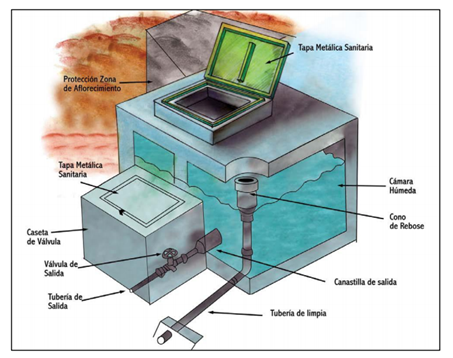 Tapa Metálica Sanitaria
Protección Zona
de Aflorecimiento
Tapa Metálica
Sanitaria
Cámara
Húmeda
Cono
de Rebose
Caseta
de Válvula
Válvula de
Salida
Canastilla de salida
Tubería de
Salida
Tubería de limpia